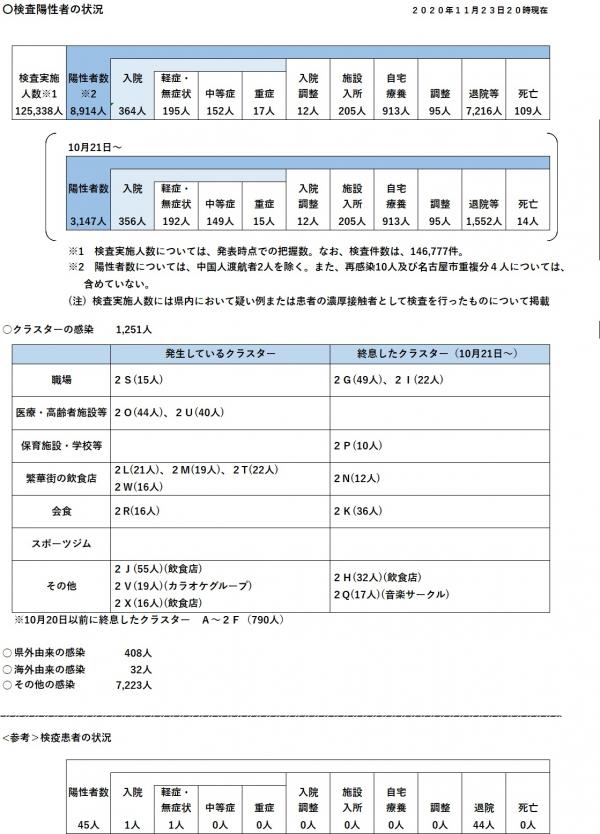 〇検査陽性者の状況
２０２０年１１月２３日２０時現在
検査実施人数※1 陽性者数※2 入院 軽症・無症状 中等症 重症 入院調整 施設入所 自宅療養 調整 退院等 死亡
125,338人 8,914人 364人 195人 152人 17人 12人 205人 913人 95人 7,216人 109人
10月21日～
陽性者数 入院 軽症・無症状 中等症 重症 入院調整 施設入所 自宅療養 調整 退院等 死亡
3,147人 356人 192人 149人 15人 12人 205人 913人 95人 1,552人 14人
※1 検査実施人数については、発表時点での把握数。なお、検査件数は、146,777件。
※2 陽性者数については、中国人渡航者2人を除く。また、再感染10人及び名古屋市重複分４人については、
含めていない。
（注）検査実施人数には県内において疑い例または患者の濃厚接触者として検査を行ったものについて掲載
〇クラスターの感染 1,251人
発生しているクラスター 終息したクラスター（10月21日～）
職場 ２Ｓ(15人) ２Ｇ(49人)、２Ｉ(22人)
医療・高齢者施設等 ２Ｏ(44人)、２Ｕ(40人)
保育施設・学校等 ２Ｐ(10人)
繁華街の飲食店 ２Ｌ(21人)、２Ｍ(19人)、２Ｔ(22人) ２Ｎ(12人)
２Ｗ(16人)
会食 ２Ｒ(16人) ２Ｋ(36人)
スポーツジム
その他 ２Ｊ(55人)(飲食店) ２Ｈ(32人)(飲食店)
２Ｖ(19人)(カラオケグループ) ２Ｑ(17人)(音楽サークル)
２Ｘ(16人)(飲食店)
※10月20日以前に終息したクラスター Ａ～２Ｆ（790人）
〇県外由来の感染 408人
〇海外由来の感染 32人
〇その他の感染 7,223人
<参考>検疫患者の状況
陽性者数 入院 軽症・無症状 中等症 重症 入院調整 施設入所 自宅療養 調整 退院 死亡
45人 1人 1人 0人 0人 0人 0人 0人 0人 44人 0人